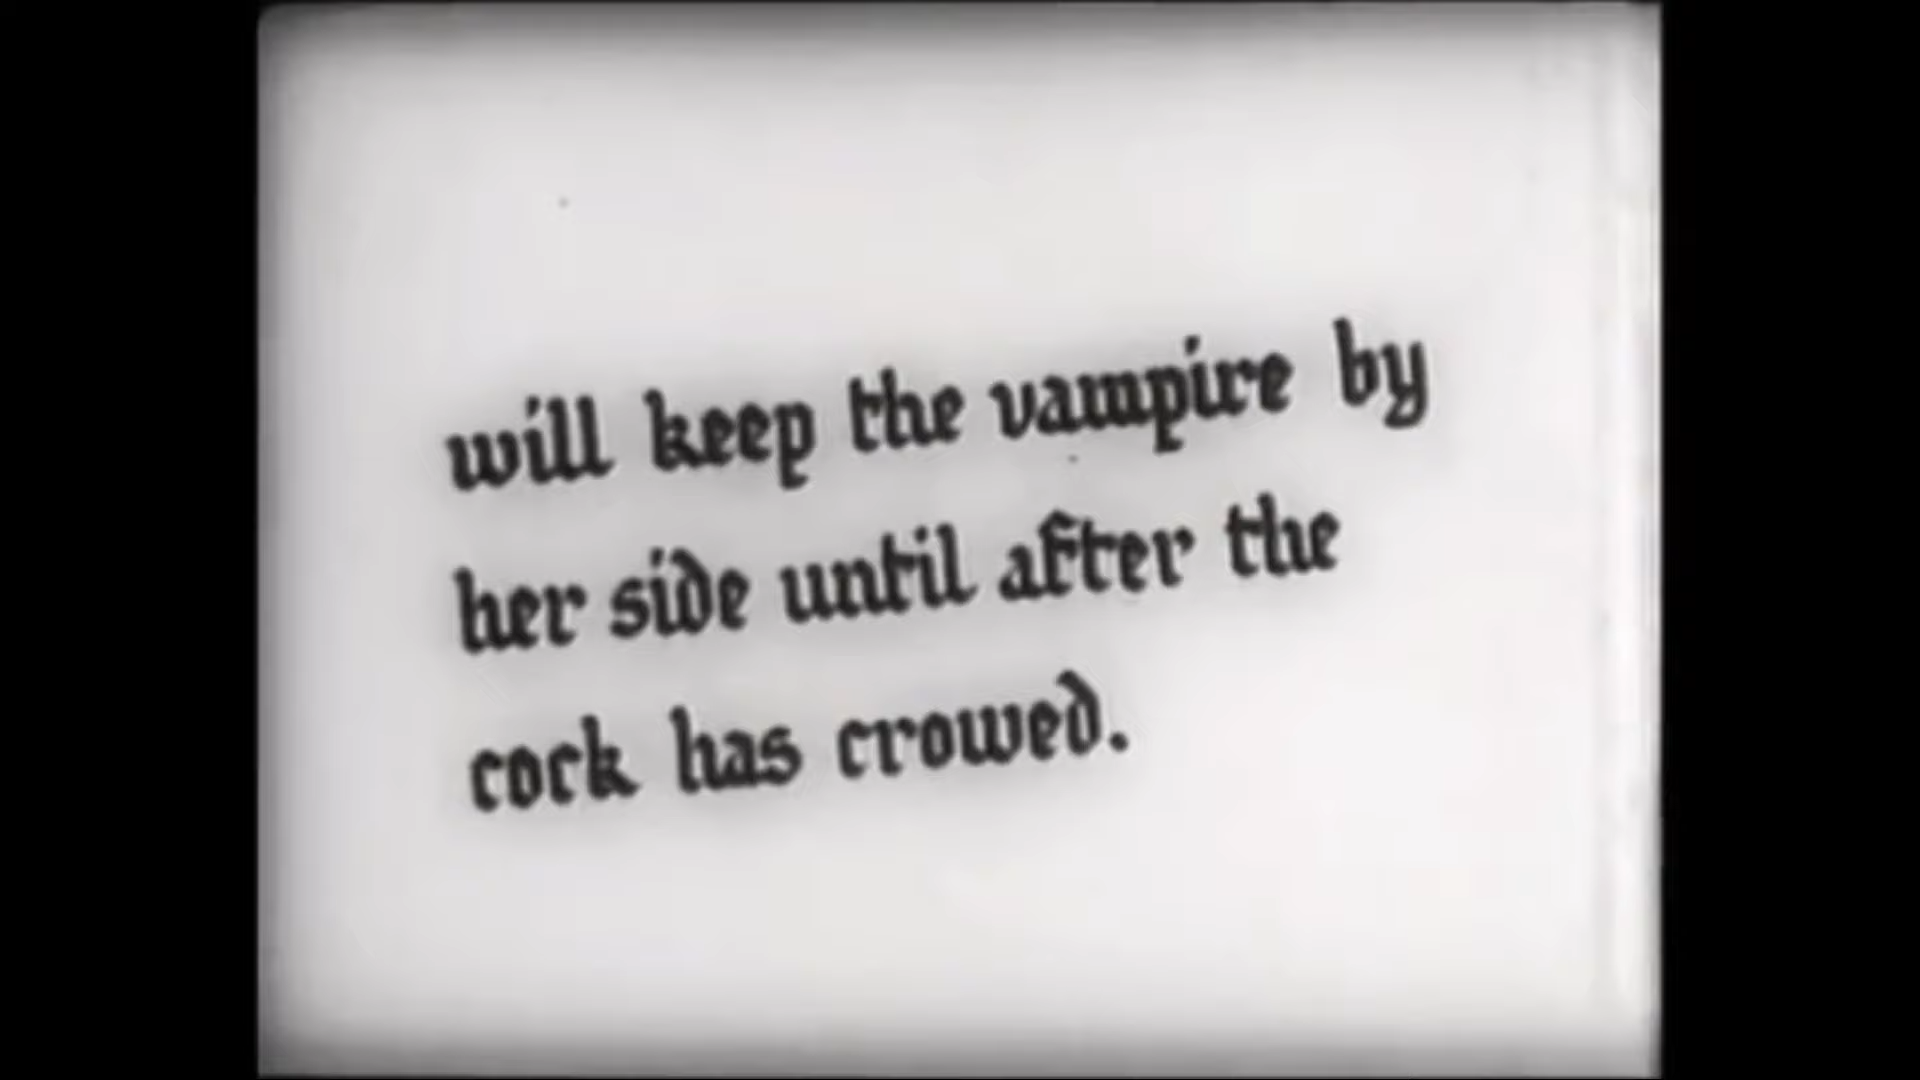 will keep the vampire by
her side until after the
cock has crowed.